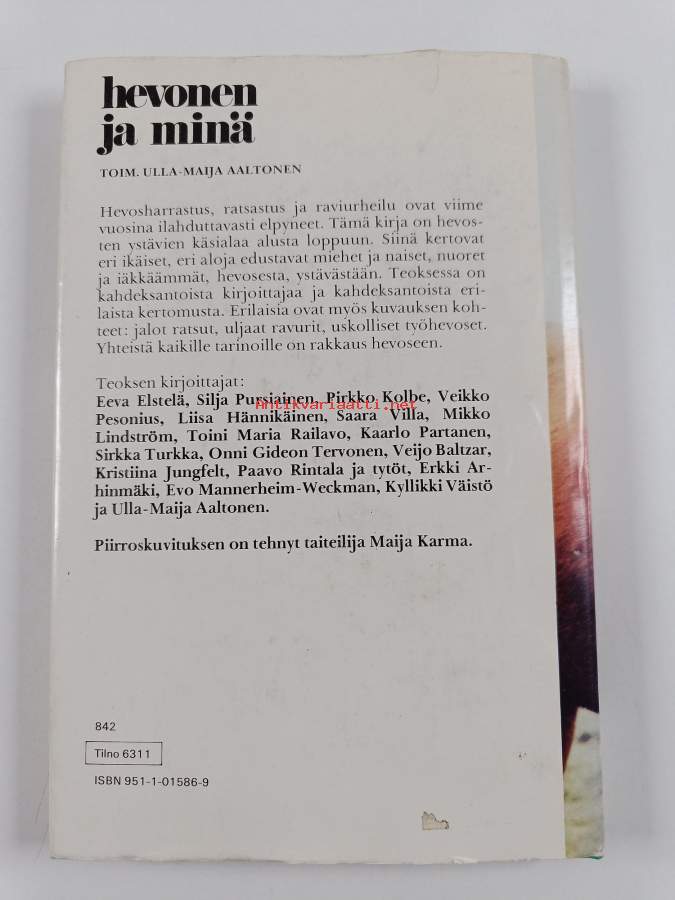 hevonen
ja minä
TOIM. ULLA-MAIJA AALTONEN
Hevosharrastus, ratsastus ja raviurheilu ovat viime
vuosina ilahduttavasti elpyneet. Tämä kirja on hevos-
ten ystävien käsialaa alusta loppuun. Siinä kertovat
eri ikäiset, eri aloja edustavat miehet ja naiset, nuoret
ja iäkkäämmät, hevosesta, ystävästään. Teoksessa on
kahdeksantoista kirjoittajaa ja kahdeksantoista eri-
laista kertomusta. Erilaisia ovat myös kuvauksen koh-
teet: jalot ratsut, uljaat ravurit, uskolliset työhevoset.
Yhteistä kaikille tarinoille on rakkaus hevoseen.
Teoksen kirjoittajat:
Eeva Elstelä, Silja Pursiainen, Pirkko Kolbe, Veikko
Antikvariaatti.net
Pesonius, Liisa Hännikäinen, Saara Villa, Mikko
Lindström, Toini Maria Railavo, Kaarlo Partanen,
Sirkka Turkka, Onni Gideon Tervonen, Veijo Baltzar,
Kristiina Jungfelt, Paavo Rintala ja tytöt, Erkki Ar-
hinmäki, Evo Mannerheim-Weckman, Kyllikki Väistö
ja Ulla-Maija Aaltonen.
Piirroskuvituksen on tehnyt taiteilija Maija Karma.
842
Tilno 6311
ISBN 951-1-01586-9